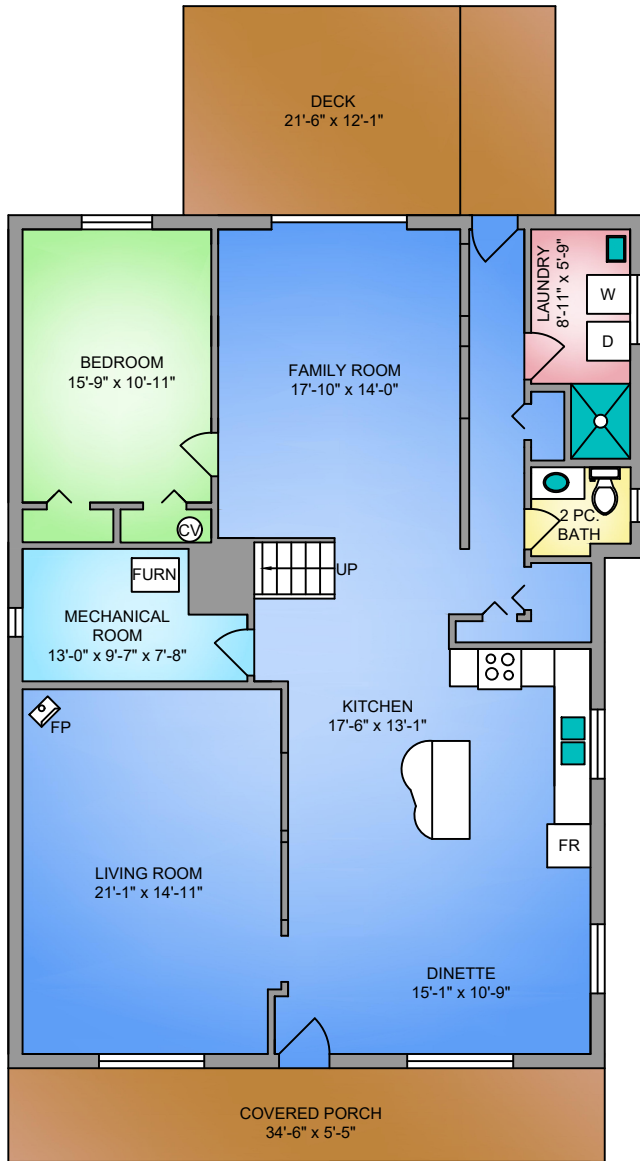 DECK
21'-6" x 12'-1"
LAUNDRY
8'-11" x 5'-9"
W
D
BEDROOM
15'-9" x 10'-11"
FAMILY ROOM
17'-10" x 14'-0"
CV
2 PC.
BATH
FURN
UP
MECHANICAL
ROOM
13'-0" x 9'-7" x 7'-8"
FP
KITCHEN
17'-6" x 13'-1"
FR
LIVING ROOM
21'-1" x 14'-11"
DINETTE
15'-1" x 10'-9"
COVERED PORCH
34'-6" x 5'-5"